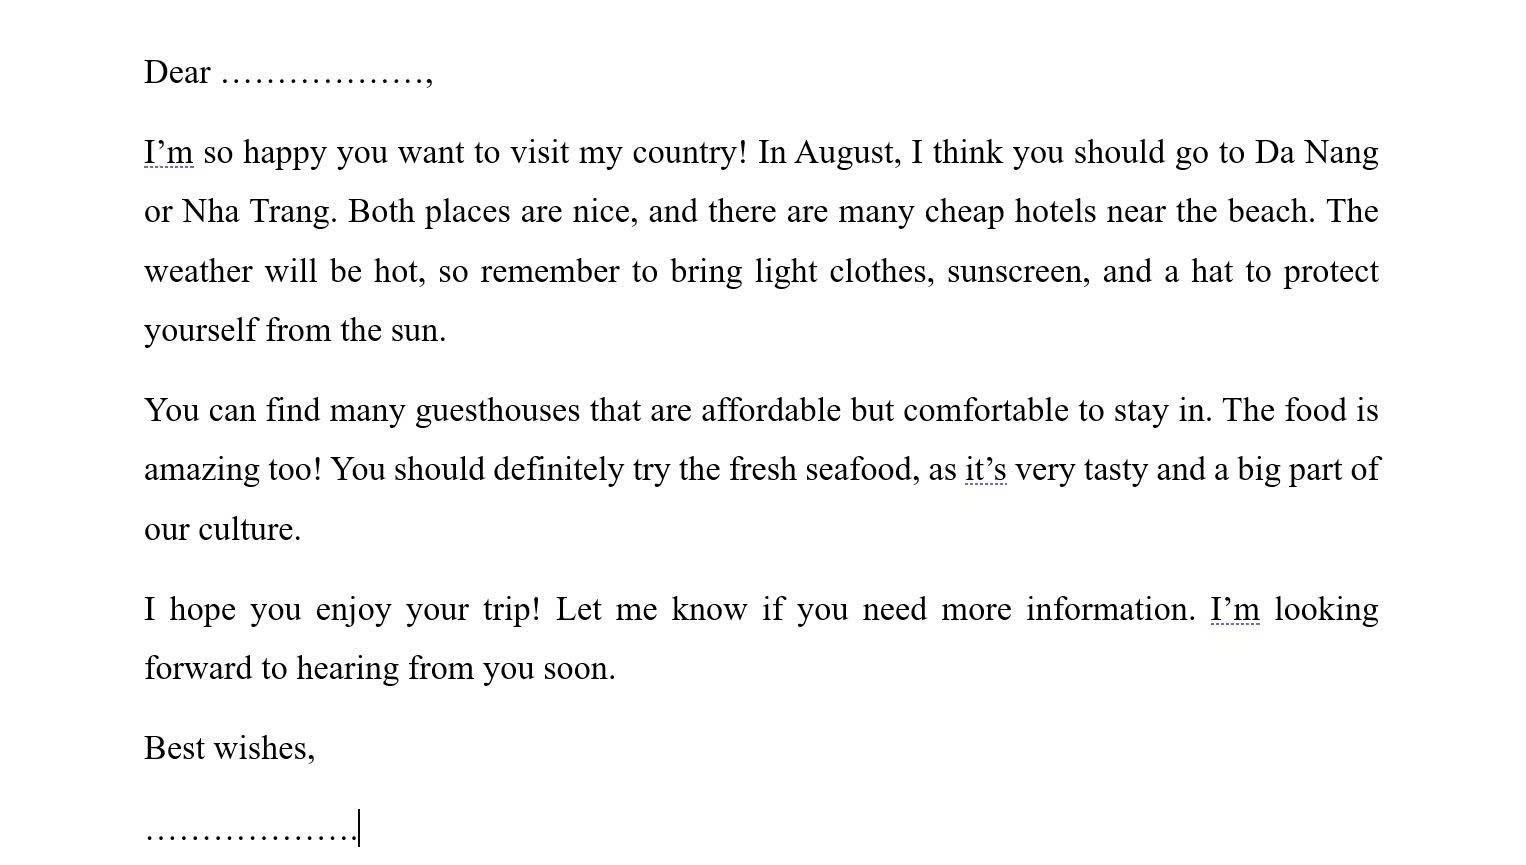 Dear ………………,
I’m so happy you want to visit my country! In August, I think you should go to Da Nang
or Nha Trang. Both places are nice, and there are many cheap hotels near the beach. The
weather will be hot, so remember to bring light clothes, sunscreen, and a hat to protect
yourself from the sun.
You can find many guesthouses that are affordable but comfortable to stay in. The food is
amazing too! You should definitely try the fresh seafood, as it’s very tasty and a big part of
our culture.
I hope you enjoy your trip! Let me know if you need more information. I’m looking
forward to hearing from you soon.
Best wishes,
……………….